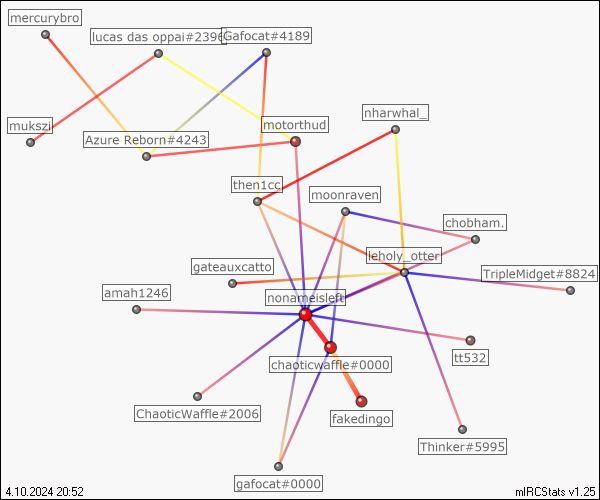 mercurybro
lucas das oppai#2396
Gafocat#4189
mukszi
Azure Reborn#4243
motorthud
nharwhal_
then1cc
moonraven
chobham.
leholy_otter
gateauxcatto
TripleMidget#8824
amah1246
nonameisleft
chaoticwaffle#0000
tt532
ChaoticWaffle#2006
fakedingo
Thinker#5995
gafocat#0000
4.10.2024 20:52
mIRCStats v1.25